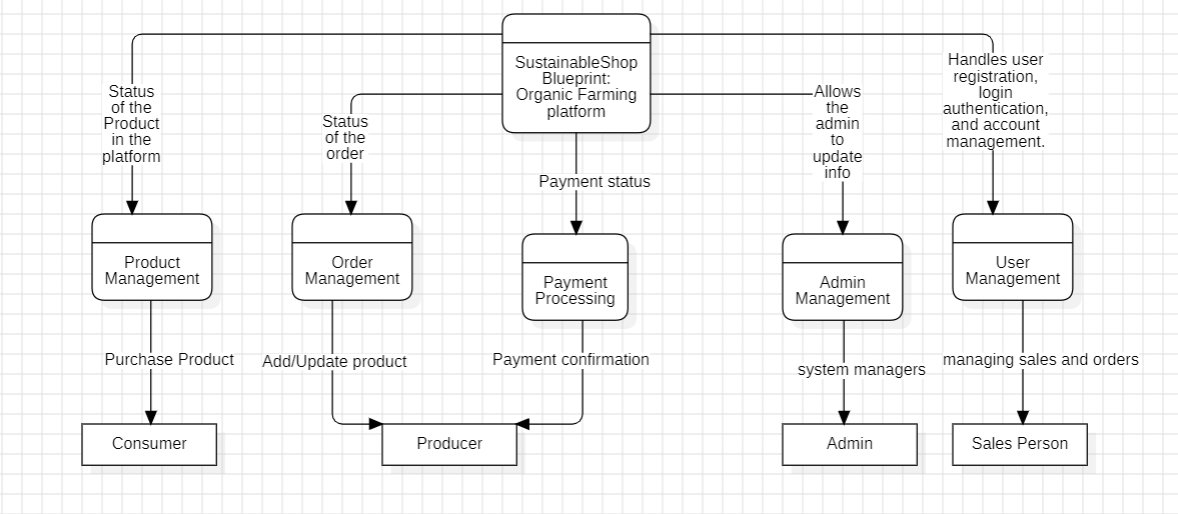 SustainableShop
Blueprint:
Organic Farming
platform
Status
of the
Product
in the
platform
Status
of the
order
Payment status
Allows
the
admin
to
update
info
Handles user
registration,
login
authentication,
and account
management.
Product
Management
Order
Management
Payment
Processing
Admin
Management
User
Management
Purchase Product
Add/Update product
Payment confirmation
system managers
managing sales and orders
Consumer
Producer
Admin
Sales Person